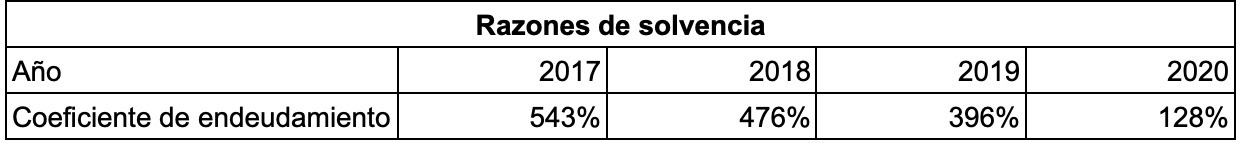 Razones de solvencia
Año 2017 2018 2019 2020
Coeficiente de endeudamiento 543% 476% 396% 128%